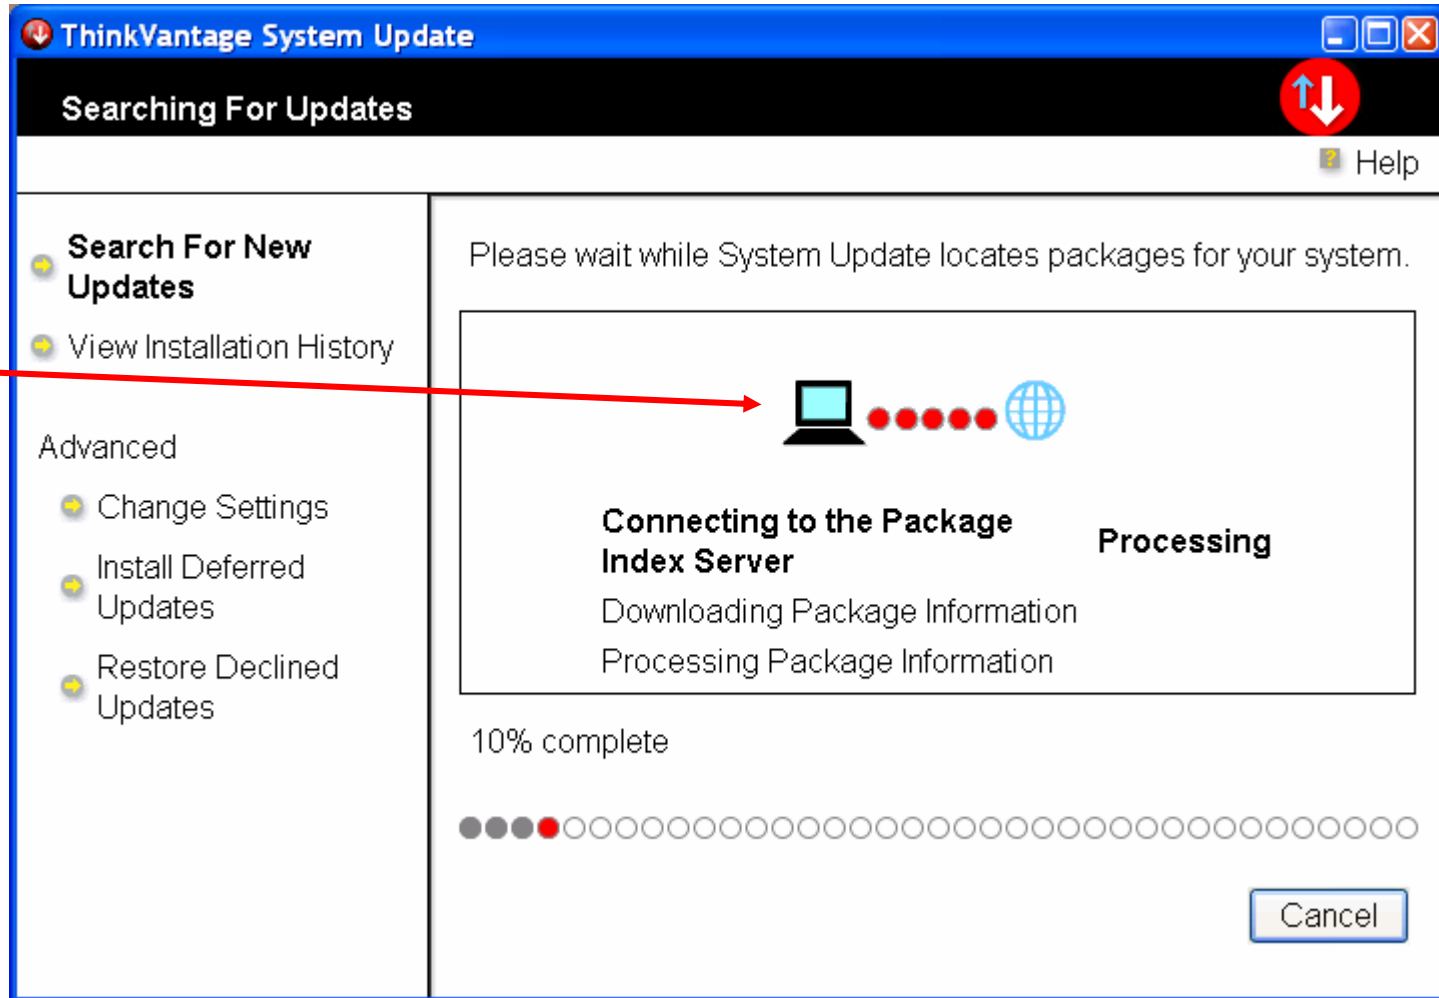 ThinkVantage System Update
Searching For Updates
Help
Search For New
Updates
View Installation History
Advanced
Change Settings
Install Deferred
Updates
Restore Declined
Updates
Please wait while System Update locates packages for your system.
Connecting to the Package
Index Server
Processing
Downloading Package Information
Processing Package Information
10% complete
Cancel